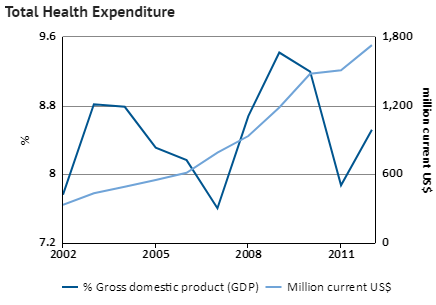 Total Health Expenditure
9.6 1,800
8.8 1,200
8 600
7.2 0
%
million current US$
2002 2005 2008 2011
% Gross domestic product (GDP) Million current US$